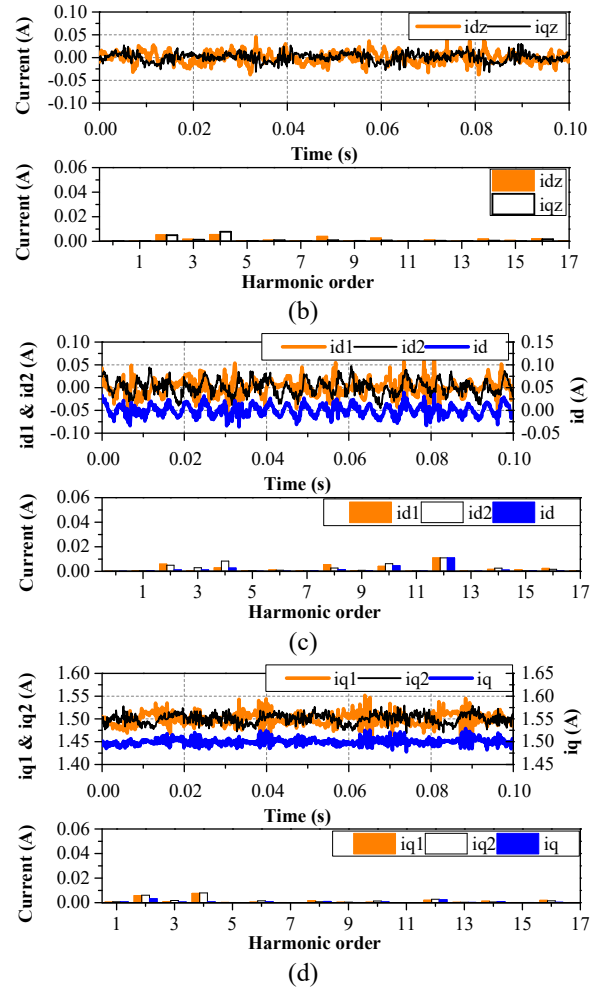 idz iqz
Current (A)
0.10
0.05
0.00
-0.05
-0.10
0.00 0.02 0.04 0.06 0.08 0.10
Time (s)
Current (A)
0.06
0.04
0.02
0.00
idz
iqz
1 3 5 7 9 11 13 15 17
Harmonic order
(b)
id1 id2 id
id1 & id2 (A)
0.10
0.05
0.00
-0.05
-0.10
0.15
0.10
0.05
0.00
-0.05
id (A)
0.00 0.02 0.04 0.06 0.08 0.10
Time (s)
Current (A)
0.06
0.04
0.02
0.00
id1 id2 id
1 3 5 7 9 11 13 15 17
Harmonic order
(c)
iq1 iq2 iq
iq1 & iq2 (A)
1.60
1.55
1.50
1.45
1.40
1.65
1.60
1.55
1.50
1.45
iq (A)
0.00 0.02 0.04 0.06 0.08 0.10
Time (s)
Current (A)
0.06
0.04
0.02
0.00
iq1 iq2 iq
1 3 5 7 9 11 13 15 17
Harmonic order
(d)